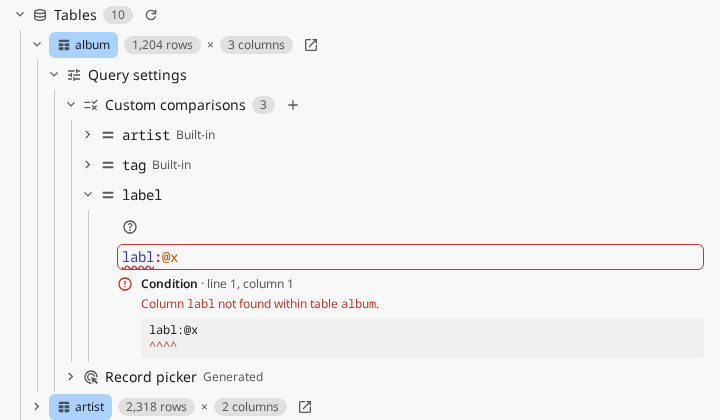 Tables 10
album 1,204 rows × 3 columns
Query settings
Custom comparisons 3 +
artist Built-in
tag Built-in
label
labl:@x
Condition · line 1, column 1
Column labl not found within table album.
labl:@x
^^^^
Record picker Generated
artist 2,318 rows × 2 columns